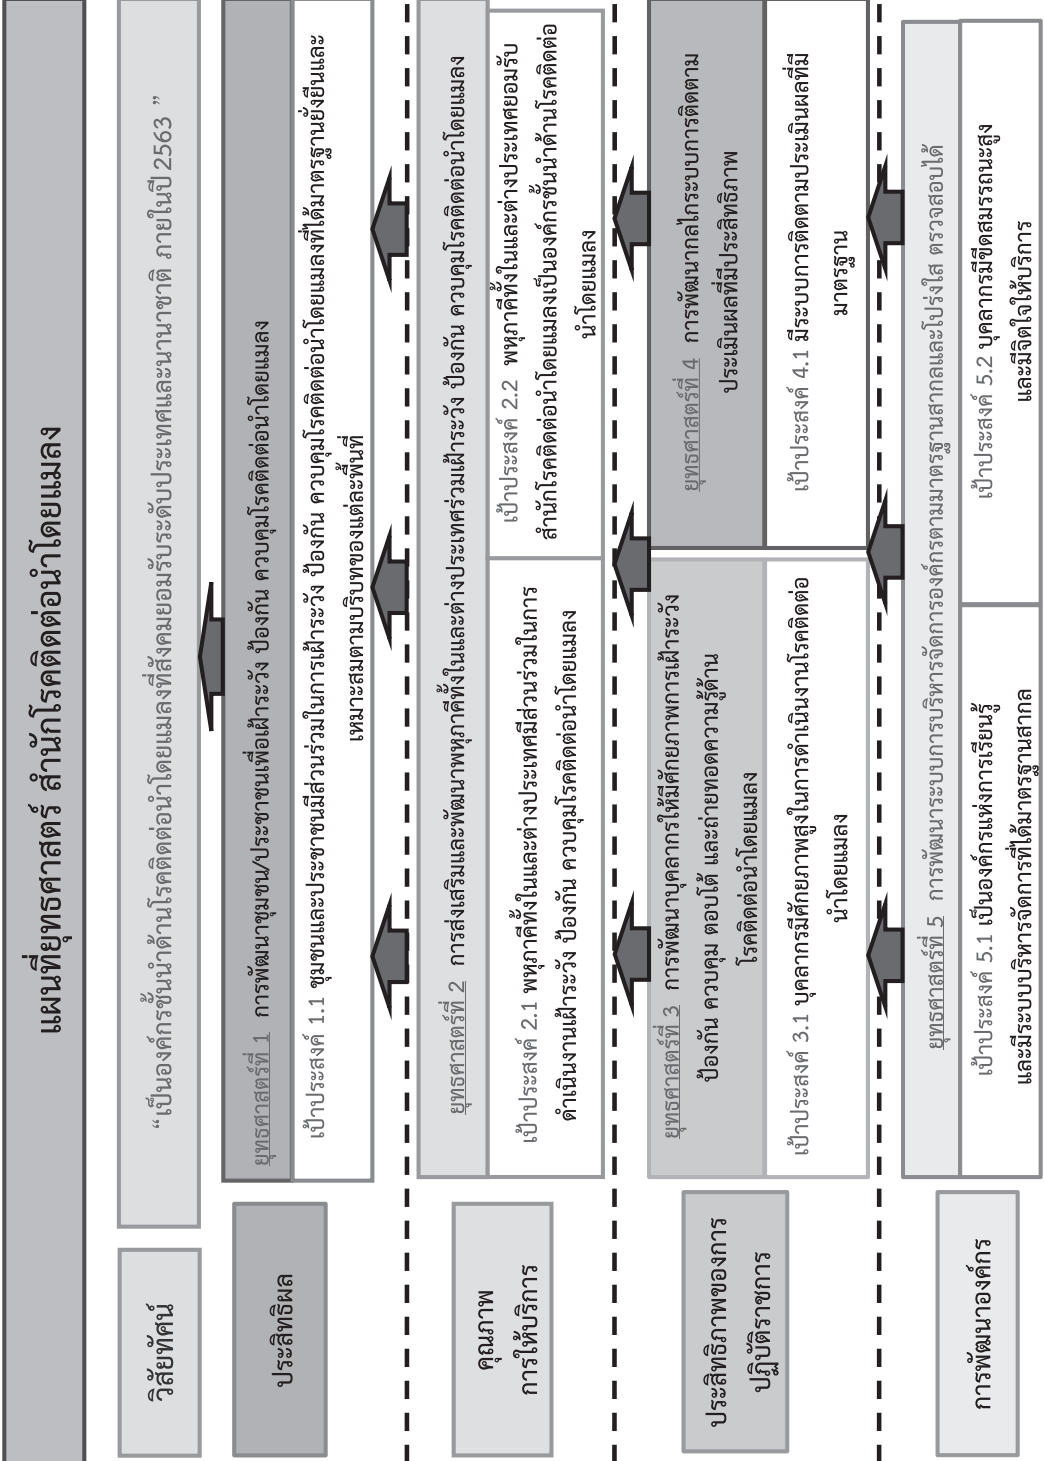 แผนที่ยุทธศาสตร์ สำนักโรคติดต่อนำโดยแมลง
วิสัยทัศน์
“เป็นองค์กรชั้นนำด้านโรคติดต่อนำโดยแมลงที่สังคมยอมรับระดับประเทศและนานาชาติ ภายในปี 2563 ”
ประสิทธิผล
ยุทธศาสตร์ที่ 1 การพัฒนาชุมชน/ประชาชนเพื่อเฝ้าระวัง ป้องกัน ควบคุมโรคติดต่อนำโดยแมลง
เป้าประสงค์ 1.1 ชุมชนและประชาชนมีส่วนร่วมในการเฝ้าระวัง ป้องกัน ควบคุมโรคติดต่อนำโดยแมลงที่ได้มาตรฐานยั่งยืนและ
เหมาะสมตามบริบทของแต่ละพื้นที่
คุณภาพ
การให้บริการ
ยุทธศาสตร์ที่ 2 การส่งเสริมและพัฒนาพหุภาคีทั้งในและต่างประเทศร่วมเฝ้าระวัง ป้องกัน ควบคุมโรคติดต่อนำโดยแมลง
เป้าประสงค์ 2.1 พหุภาคีทั้งในและต่างประเทศมีส่วนร่วมในการ
ดำเนินงานเฝ้าระวัง ป้องกัน ควบคุมโรคติดต่อนำโดยแมลง
เป้าประสงค์ 2.2 พหุภาคีทั้งในและต่างประเทศยอมรับ
สำนักโรคติดต่อนำโดยแมลงเป็นองค์กรชั้นนำด้านโรคติดต่อ
นำโดยแมลง
ประสิทธิภาพของการ
ปฏิบัติราชการ
ยุทธศาสตร์ที่ 3 การพัฒนาบุคลากรให้มีศักยภาพการเฝ้าระวัง
ป้องกัน ควบคุม ตอบโต้ และถ่ายทอดความรู้ด้าน
โรคติดต่อนำโดยแมลง
เป้าประสงค์ 3.1 บุคลากรมีศักยภาพสูงในการดำเนินงานโรคติดต่อ
นำโดยแมลง
ยุทธศาสตร์ที่ 4 การพัฒนากลไกระบบการติดตาม
ประเมินผลที่มีประสิทธิภาพ
เป้าประสงค์ 4.1 มีระบบการติดตามประเมินผลที่มี
มาตรฐาน
การพัฒนาองค์กร
ยุทธศาสตร์ที่ 5 การพัฒนาระบบการบริหารจัดการองค์กรตามมาตรฐานสากลและโปร่งใส ตรวจสอบได้
เป้าประสงค์ 5.1 เป็นองค์กรแห่งการเรียนรู้
และมีระบบบริหารจัดการที่ได้มาตรฐานสากล
เป้าประสงค์ 5.2 บุคลากรมีขีดสมรรถนะสูง
และมีจิตใจให้บริการ